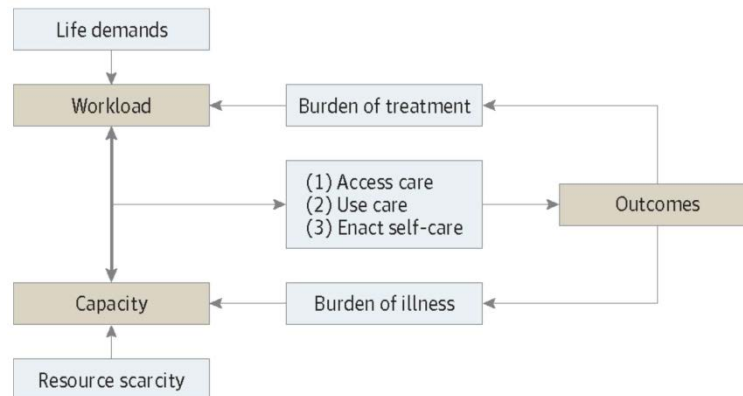 Life demands
Workload
Burden of treatment
(1) Access care
(2) Use care
(3) Enact self-care
Outcomes
Capacity
Burden of illness
Resource scarcity